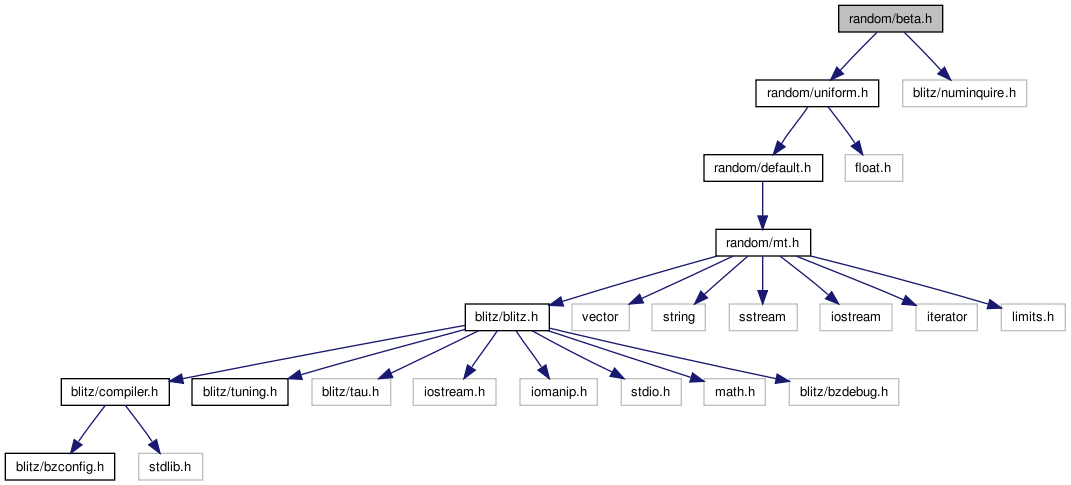 random/beta.h
random/uniform.h
blitz/numinquire.h
random/default.h
float.h
random/mt.h
blitz/blitz.h
vector
string
sstream
iostream
iterator
limits.h
blitz/compiler.h
blitz/tuning.h
blitz/tau.h
iostream.h
iomanip.h
stdio.h
math.h
blitz/bzdebug.h
blitz/bzconfig.h
stdlib.h